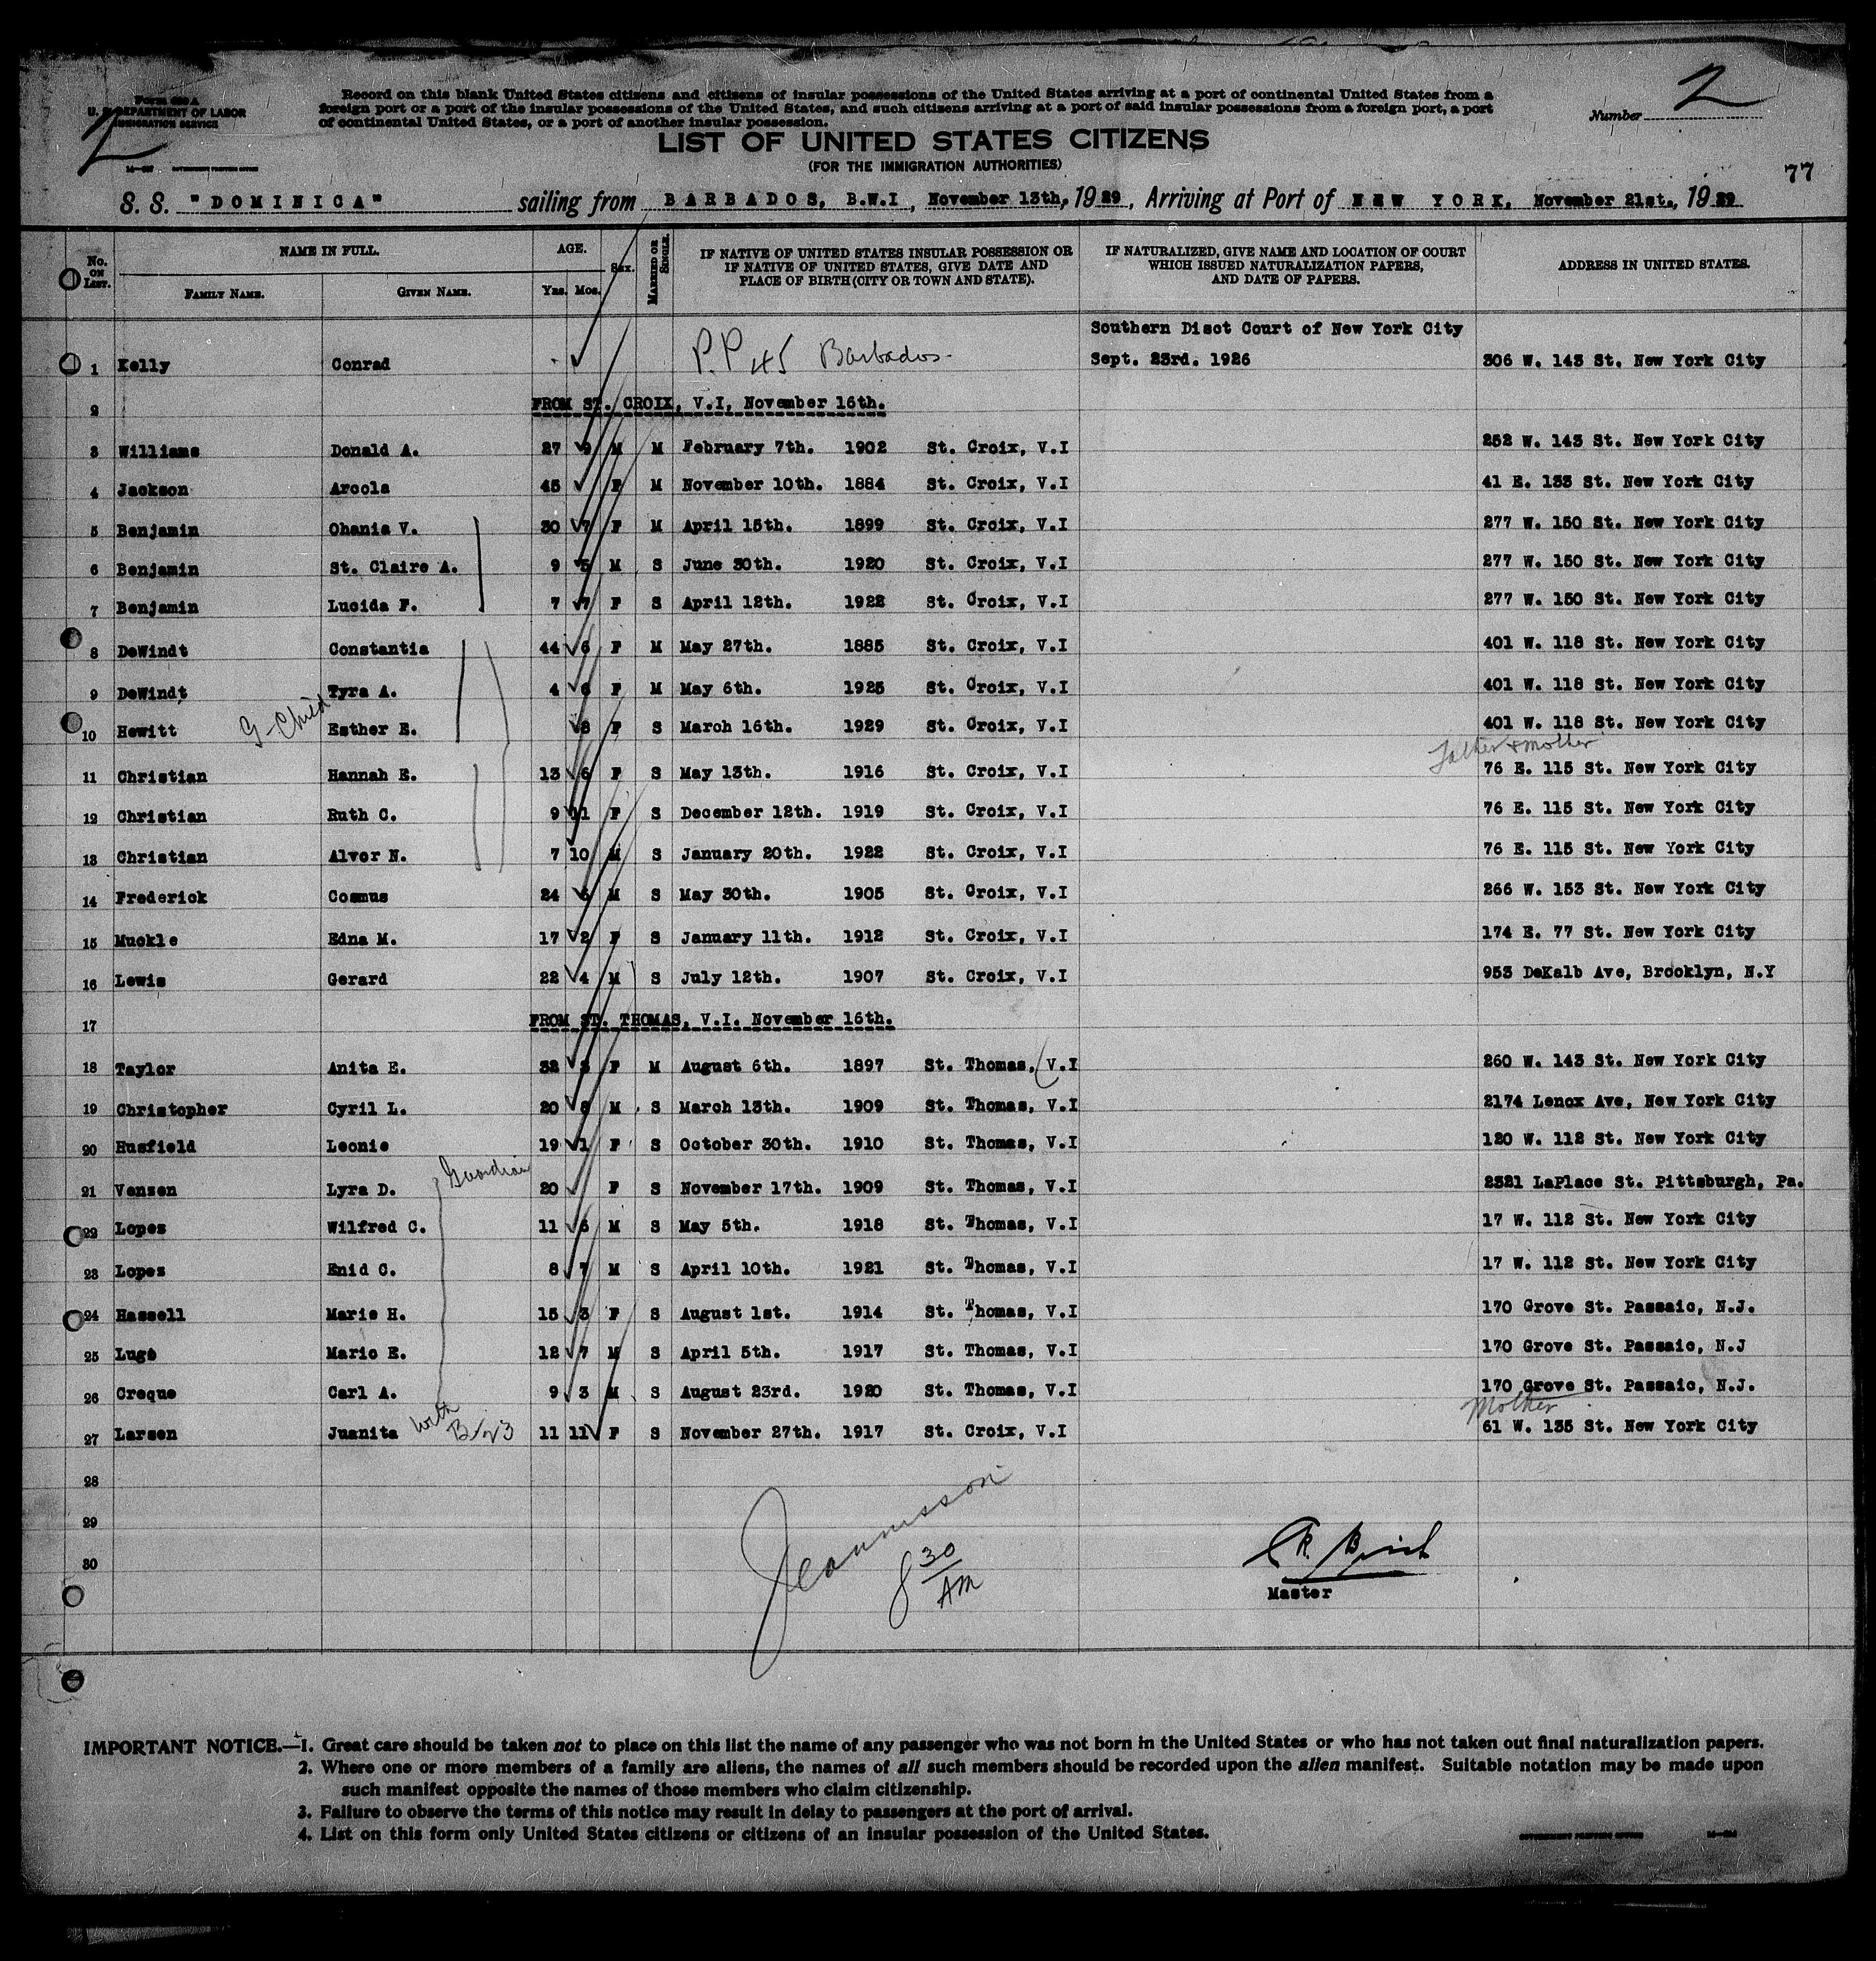 Form 630 A
U. S. DEPARTMENT OF LABOR
IMMIGRATION SERVICE
Record on this blank United States citizens and citizens of insular possessions of the United States arriving at a port of continental United States from a
foreign port or a port of the insular possessions of the United States, and such citizens arriving at a port of said insular possessions from a foreign port, a port
of continental United States, or a port of another insular possession.
Number 2
LIST OF UNITED STATES CITIZENS
(FOR THE IMMIGRATION AUTHORITIES)
77
S. S. "DOMINICA" sailing from BARBADOS, B.W.I, November 13th, 1929, Arriving at Port of NEW YORK, November 21st., 1929
No. ON LIST. NAME IN FULL. FAMILY NAME. GIVEN NAME. AGE. Yrs. Mos. Sex. MARRIED OR SINGLE. IF NATIVE OF UNITED STATES INSULAR POSSESSION OR IF NATIVE OF UNITED STATES, GIVE DATE AND PLACE OF BIRTH (CITY OR TOWN AND STATE). IF NATURALIZED, GIVE NAME AND LOCATION OF COURT WHICH ISSUED NATURALIZATION PAPERS, AND DATE OF PAPERS. ADDRESS IN UNITED STATES.
Southern Disct Court of New York City
1 Kelly Conrad P.P 45 Barbados- Sept. 23rd. 1926 306 W. 143 St. New York City
2 FROM ST. CROIX, V.I, November 16th.
3 Williams Donald A. 27 9 M M February 7th. 1902 St. Croix, V.I 252 W. 143 St. New York City
4 Jackson Arcola 45 F M November 10th. 1884 St. Croix, V.I 41 E. 133 St. New York City
5 Benjamin Ohania V. 30 7 F M April 15th. 1899 St. Croix, V.I 277 W. 150 St. New York City
6 Benjamin St. Claire A. 9 5 M S June 30th. 1920 St. Croix, V.I 277 W. 150 St. New York City
7 Benjamin Lucida F. 7 7 F S April 12th. 1922 St. Croix, V.I 277 W. 150 St. New York City
8 DeWindt Constantia 44 6 F M May 27th. 1885 St. Croix, V.I 401 W. 118 St. New York City
9 DeWindt Tyra A. 4 6 F M May 6th. 1925 St. Croix, V.I 401 W. 118 St. New York City
10 Hewitt G-Child Esther E. 8 F S March 16th. 1929 St. Croix, V.I 401 W. 118 St. New York City
Father + mother
11 Christian Hannah E. 13 6 F S May 13th. 1916 St. Croix, V.I 76 E. 115 St. New York City
12 Christian Ruth C. 9 11 F S December 12th. 1919 St. Croix, V.I 76 E. 115 St. New York City
13 Christian Alver N. 7 10 M S January 20th. 1922 St. Croix, V.I 76 E. 115 St. New York City
14 Frederick Cosmus 24 6 M S May 30th. 1905 St. Croix, V.I 266 W. 153 St. New York City
15 Muckle Edna M. 17 2 F S January 11th. 1912 St. Croix, V.I 174 E. 77 St. New York City
16 Lewis Gerard 22 4 M S July 12th. 1907 St. Croix, V.I 953 DeKalb Ave, Brooklyn, N.Y
17 FROM ST. THOMAS, V.I. November 16th.
18 Taylor Anita E. 32 3 F M August 6th. 1897 St. Thomas, V.I 260 W. 143 St. New York City
19 Christopher Cyril L. 20 8 M S March 13th. 1909 St. Thomas, V.I 2174 Lenox Ave, New York City
20 Husfield Leonie 19 1 F S October 30th. 1910 St. Thomas, V.I 120 W. 112 St. New York City
Guardian
21 Venzen Lyra D. 20 F S November 17th. 1909 St. Thomas, V.I 2321 LaPlace St. Pittsburgh, Pa.
22 Lopez Wilfred C. 11 6 M S May 5th. 1918 St. Thomas, V.I 17 W. 112 St. New York City
23 Lopez Enid C. 8 7 M S April 10th. 1921 St. Thomas, V.I 17 W. 112 St. New York City
24 Hassell Marie H. 15 3 F S August 1st. 1914 St. Thomas, V.I 170 Grove St. Passaic, N.J.
25 Lugo Mario E. 12 7 M S April 5th. 1917 St. Thomas, V.I 170 Grove St. Passaic, N.J
26 Creque Carl A. 9 3 M S August 23rd. 1920 St. Thomas, V.I 170 Grove St. Passaic, N.J.
Mother
27 Larsen Juanita with 11 11 F S November 27th. 1917 St. Croix, V.I 61 W. 135 St. New York City
28
29
30
8 30 AM
Master
IMPORTANT NOTICE.—1. Great care should be taken not to place on this list the name of any passenger who was not born in the United States or who has not taken out final naturalization papers.
2. Where one or more members of a family are aliens, the names of all such members should be recorded upon the alien manifest. Suitable notation may be made upon
such manifest opposite the names of those members who claim citizenship.
3. Failure to observe the terms of this notice may result in delay to passengers at the port of arrival.
4. List on this form only United States citizens or citizens of an insular possession of the United States.
GOVERNMENT PRINTING OFFICE